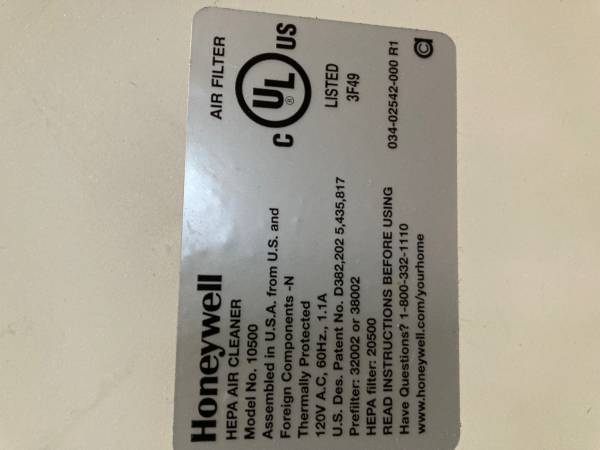 Honeywell
HEPA AIR CLEANER
Model No. 10500
Assembled in U.S.A. from U.S. and
Foreign Components -N
Thermally Protected
120V A.C, 60Hz., 1.1A
U.S. Des. Patent No. D382,202 5,435,817
Prefilter: 32002 or 38002
HEPA filter: 20500
READ INSTRUCTIONS BEFORE USING
Have Questions? 1-800-332-1110
www.honeywell.com/yourhome
AIR FILTER
C UL® US
LISTED
3F49
034-02542-000 R1